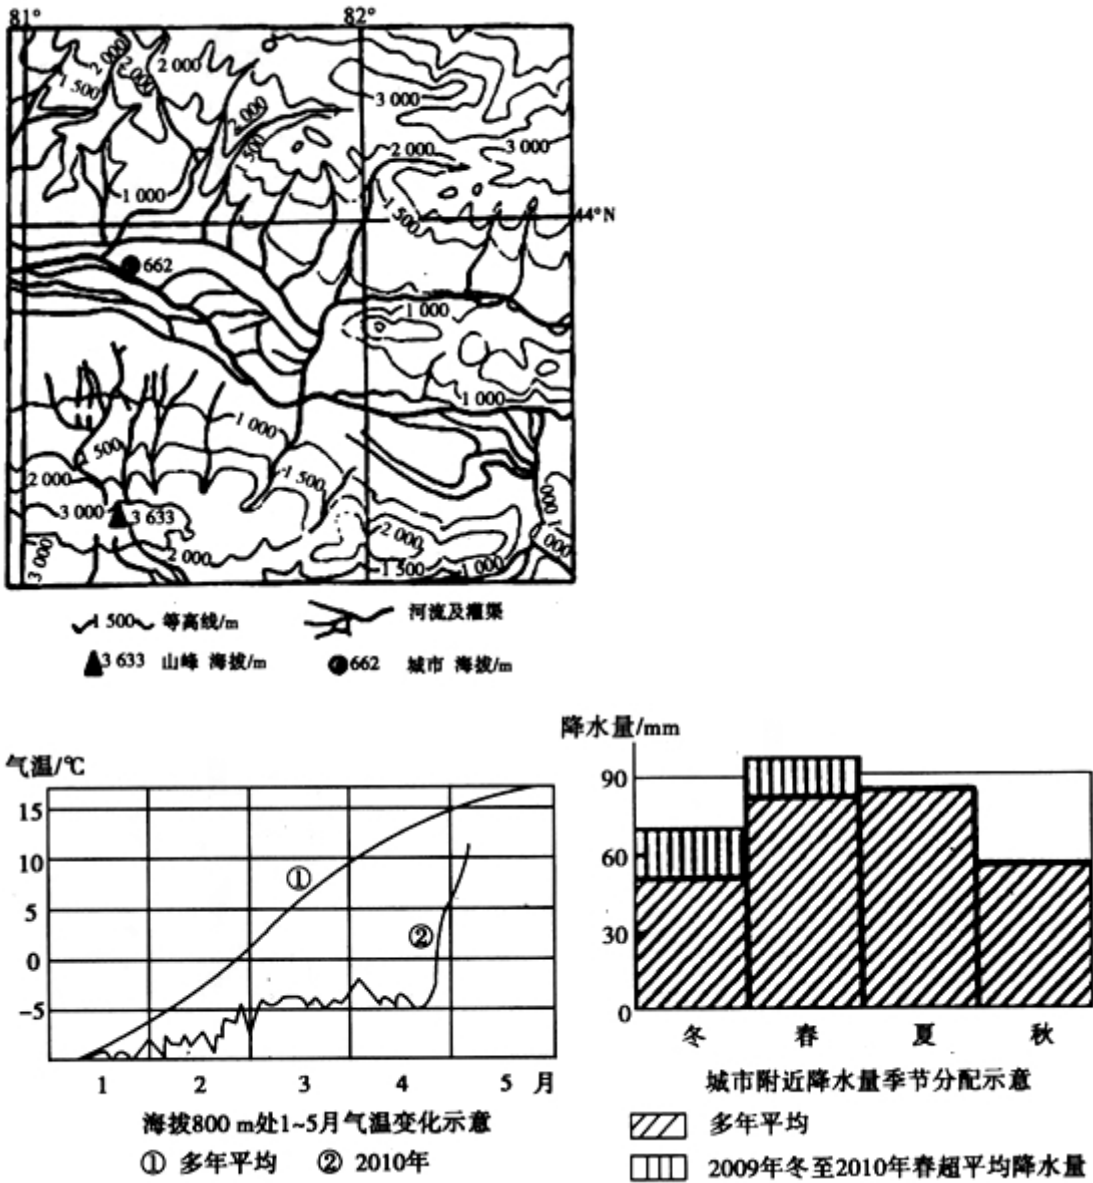 81° 82°
2 000
2 000
1 500
2 000
3 000
2 000
1 500
2 000
3 000
1 000
1 500
44°N
662
1 000
1 000
1 000
1 500
2 000
1 500
3 000
3 633
2 000
3 000
2 000
1 500
1 000
1 000
1 000
1 500 等高线/m
河流及灌渠
3 633 山峰 海拔/m
662 城市 海拔/m
气温/℃
15
10
5
0
-5
①
②
1 2 3 4 5 月
海拔800 m处1~5月气温变化示意
① 多年平均 ② 2010年
降水量/mm
90
60
30
0
冬 春 夏 秋
城市附近降水量季节分配示意
多年平均
2009年冬至2010年春超平均降水量